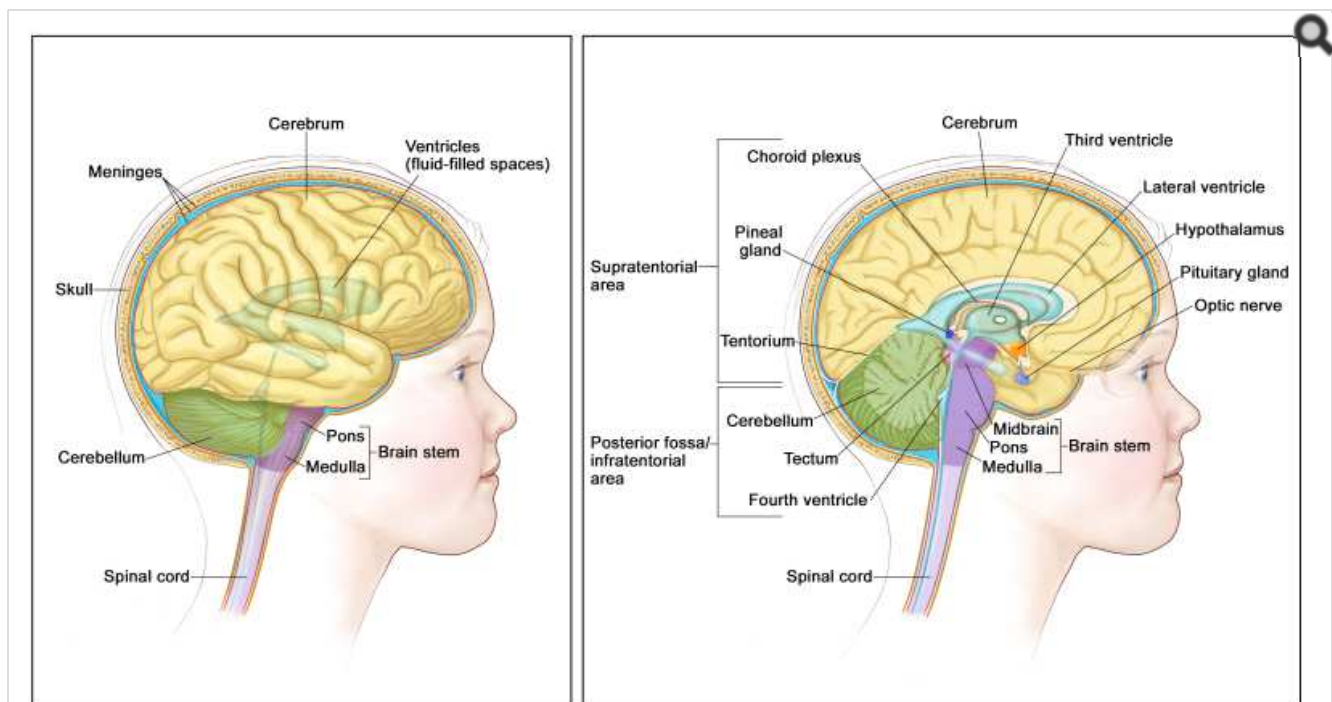 Cerebrum
Ventricles
(fluid-filled spaces)
Meninges
Skull
Pons
Cerebellum
Medulla
Brain stem
Spinal cord
Cerebrum
Third ventricle
Choroid plexus
Lateral ventricle
Pineal
gland
Hypothalamus
Supratentorial
area
Pituitary gland
Optic nerve
Tentorium
Cerebellum
Midbrain
Posterior fossa/
infratentorial
area
Pons
Brain stem
Tectum
Medulla
Fourth ventricle
Spinal cord